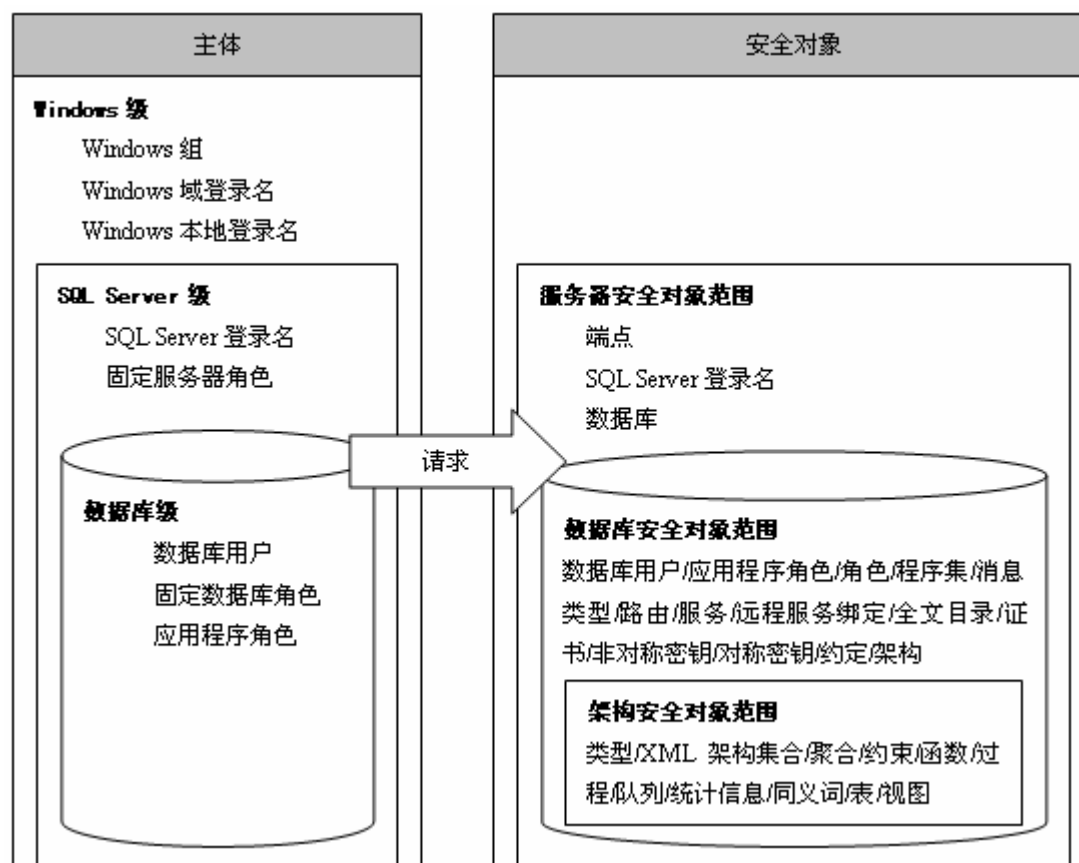 主体
Windows 级
Windows 组
Windows 域登录名
Windows 本地登录名
SQL Server 级
SQL Server 登录名
固定服务器角色
数据库级
数据库用户
固定数据库角色
应用程序角色
请求
安全对象
服务器安全对象范围
端点
SQL Server 登录名
数据库
数据库安全对象范围
数据库用户/应用程序角色/角色/程序集/消息
类型/路由/服务/远程服务绑定/全文目录/证
书/非对称密钥/对称密钥/约定/架构
架构安全对象范围
类型/XML 架构集合/聚合/约束/函数/过
程/队列/统计信息/同义词/表/视图